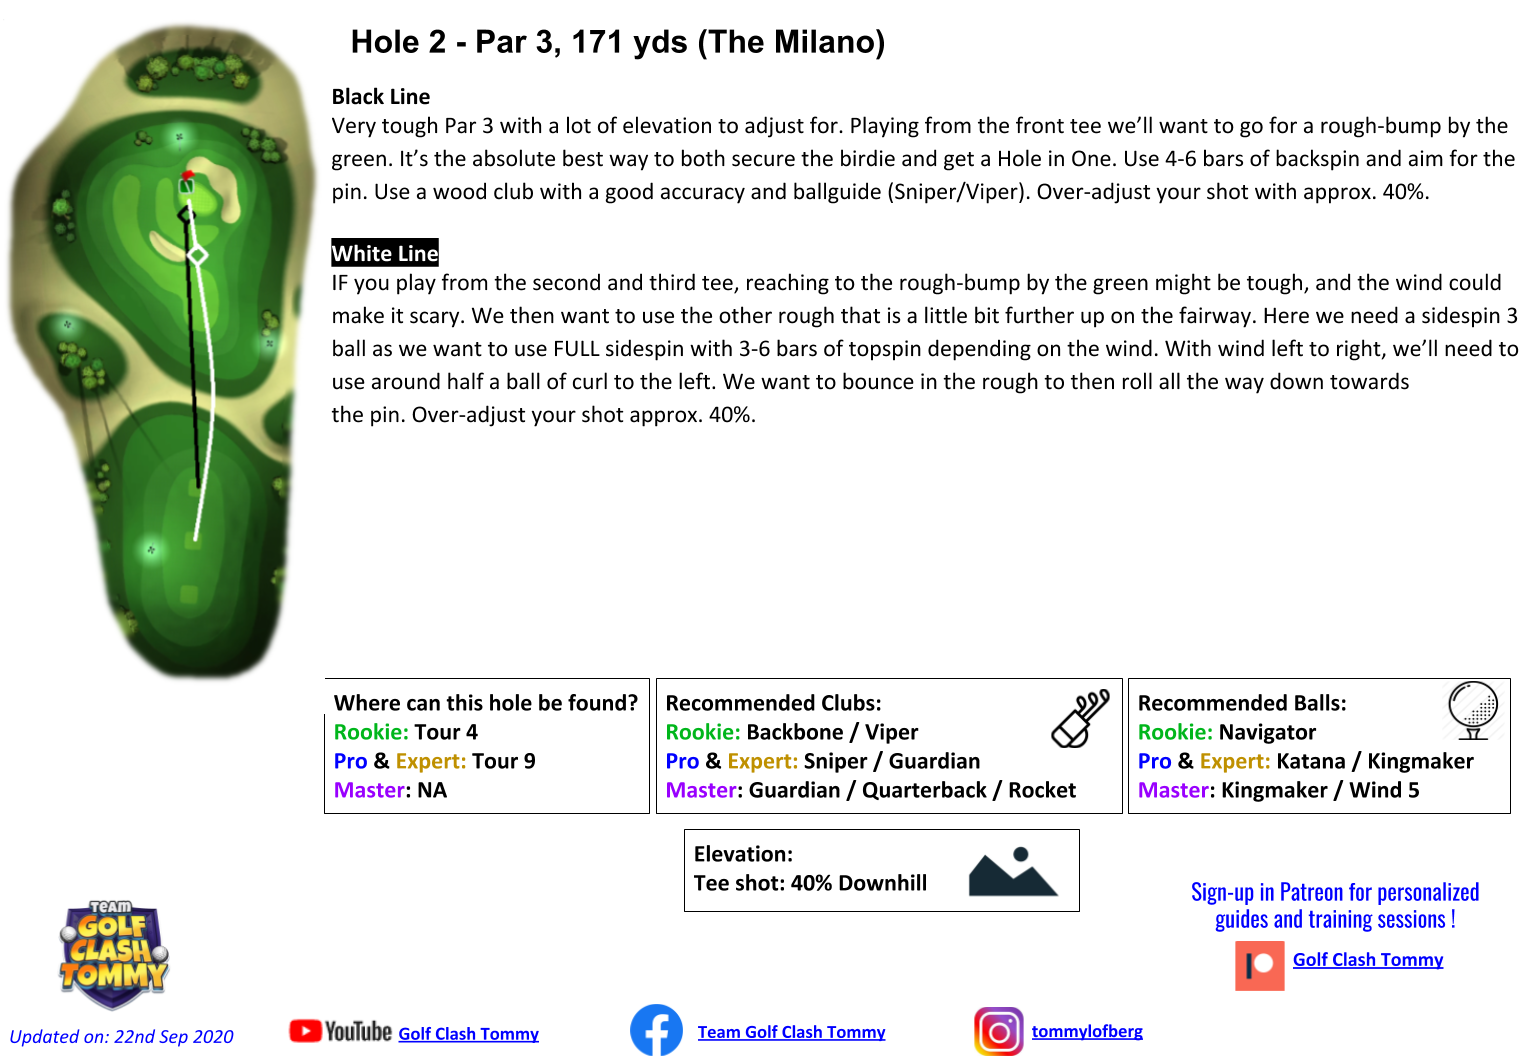 Hole 2 - Par 3, 171 yds (The Milano)
Black Line
Very tough Par 3 with a lot of elevation to adjust for. Playing from the front tee we’ll want to go for a rough-bump by the
green. It’s the absolute best way to both secure the birdie and get a Hole in One. Use 4-6 bars of backspin and aim for the
pin. Use a wood club with a good accuracy and ballguide (Sniper/Viper). Over-adjust your shot with approx. 40%.
White Line
IF you play from the second and third tee, reaching to the rough-bump by the green might be tough, and the wind could
make it scary. We then want to use the other rough that is a little bit further up on the fairway. Here we need a sidespin 3
ball as we want to use FULL sidespin with 3-6 bars of topspin depending on the wind. With wind left to right, we’ll need to
use around half a ball of curl to the left. We want to bounce in the rough to then roll all the way down towards
the pin. Over-adjust your shot approx. 40%.
Where can this hole be found?
Rookie: Tour 4
Pro & Expert: Tour 9
Master: NA
Recommended Clubs:
Rookie: Backbone / Viper
Pro & Expert: Sniper / Guardian
Master: Guardian / Quarterback / Rocket
Recommended Balls:
Rookie: Navigator
Pro & Expert: Katana / Kingmaker
Master: Kingmaker / Wind 5
Elevation:
Tee shot: 40% Downhill
Sign-up in Patreon for personalized
guides and training sessions !
Golf Clash Tommy
TEAM
GOLF
CLASH
TOMMY
Updated on: 22nd Sep 2020
YouTube Golf Clash Tommy
Team Golf Clash Tommy
tommylofberg